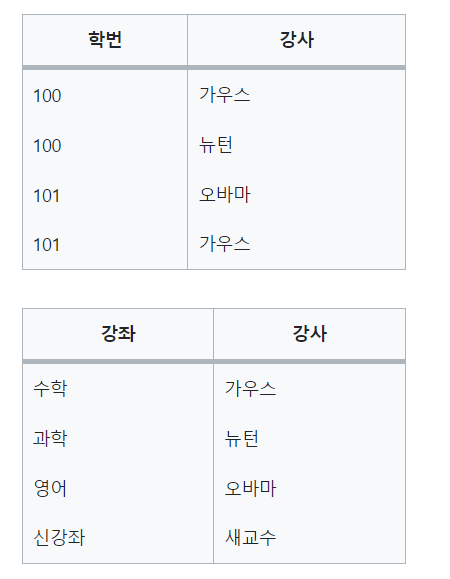 학번 강사
100 가우스
100 뉴턴
101 오바마
101 가우스
강좌 강사
수학 가우스
과학 뉴턴
영어 오바마
신강좌 새교수